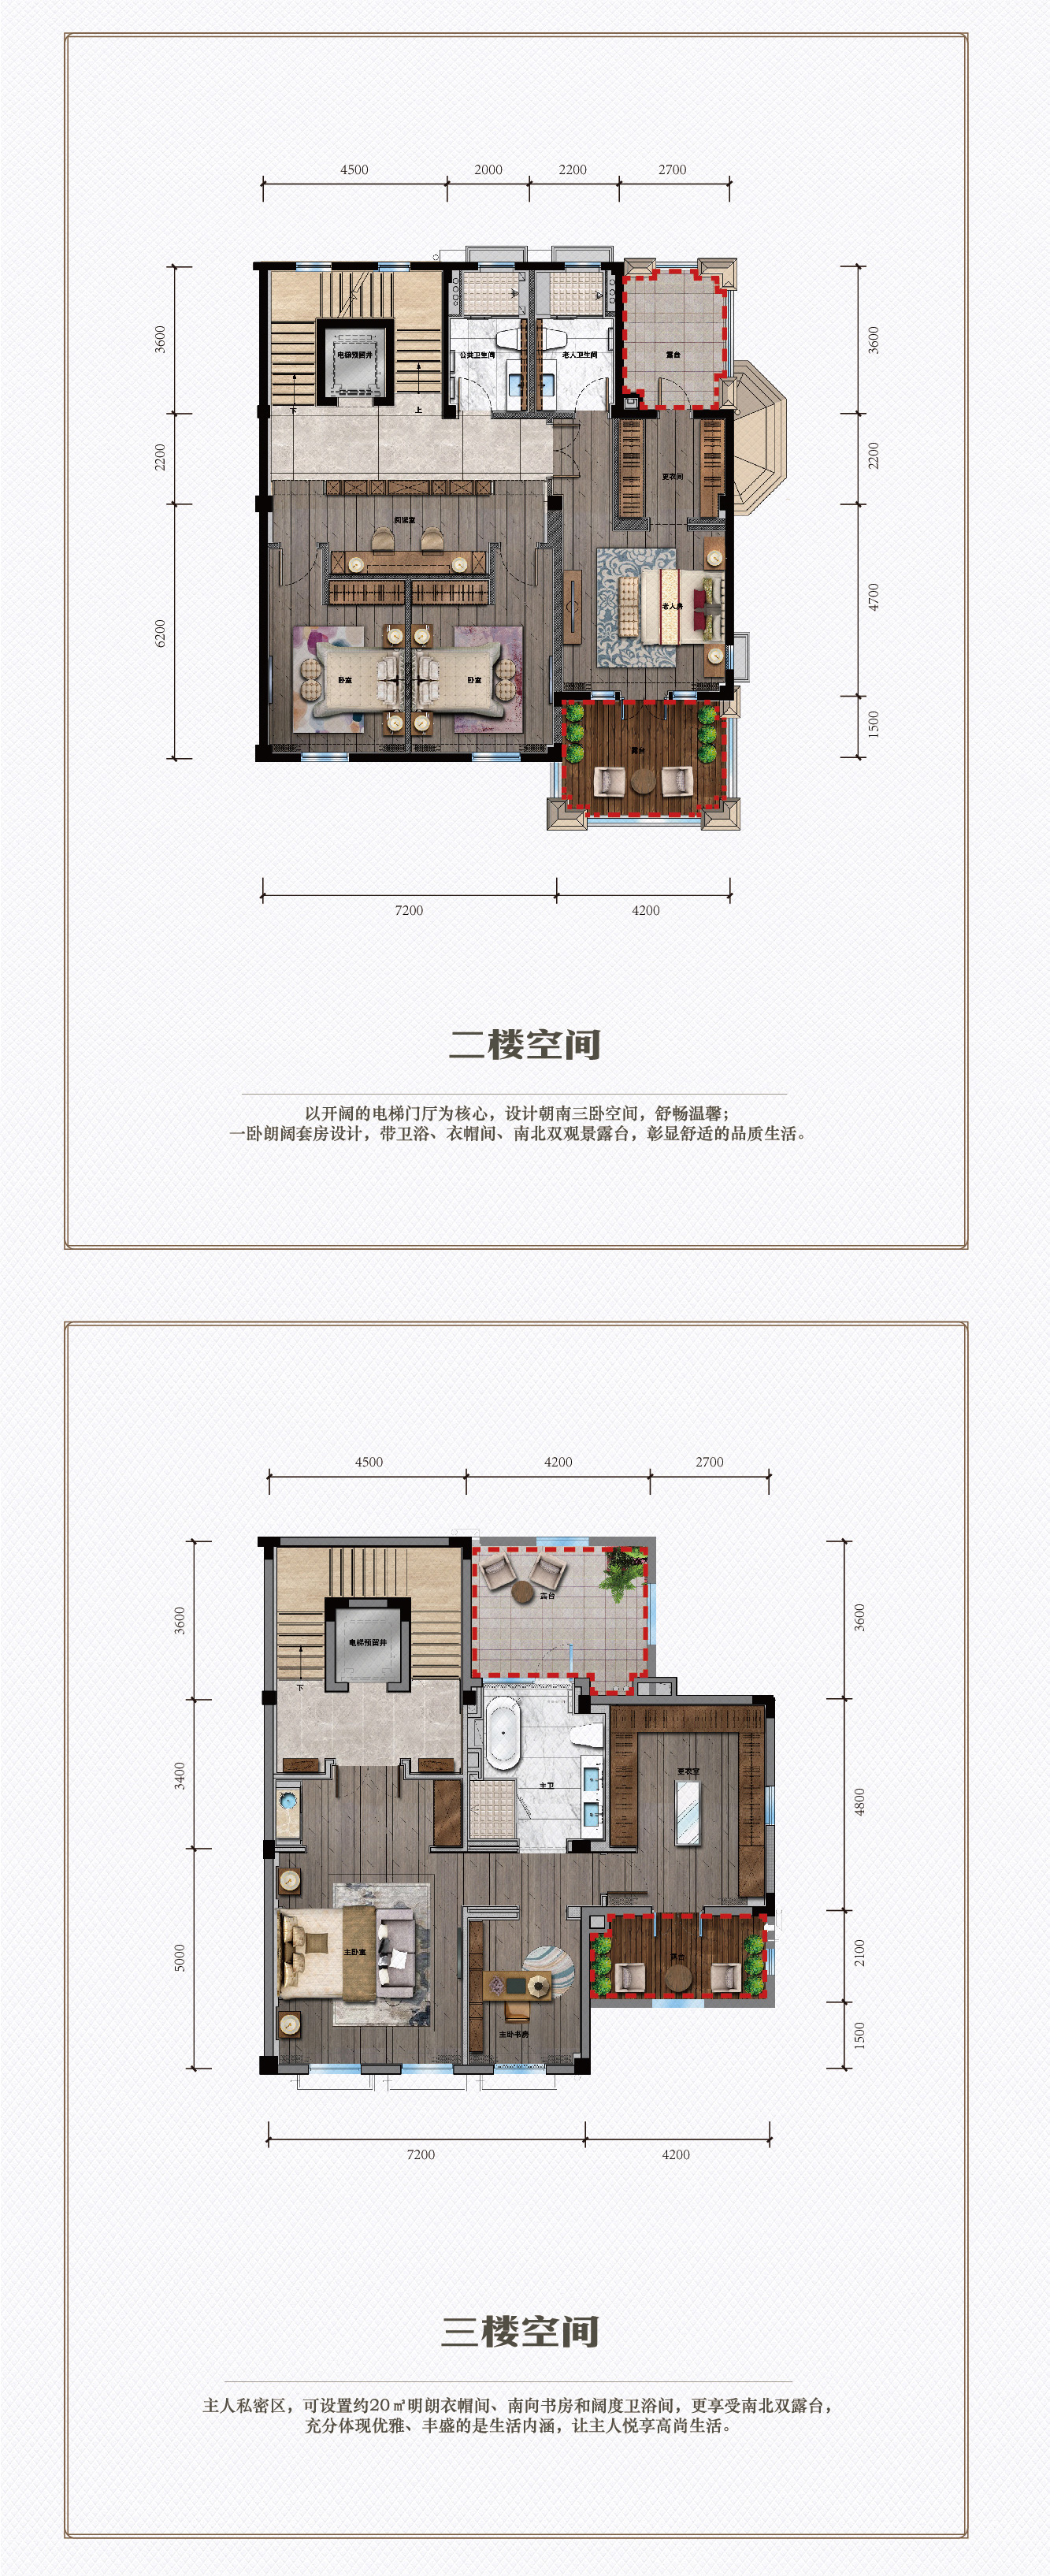 4500 2000 2200 2700
3600 2200 6200
3600 2200 4700 1500
电梯预留井
公共卫生间
老人卫生间
露台
下
上
更衣间
阅读室
老人房
卧室
卧室
露台
7200 4200
二楼空间
以开阔的电梯门厅为核心，设计朝南三卧空间，舒畅温馨；
一卧朗阔套房设计，带卫浴、衣帽间、南北双观景露台，彰显舒适的品质生活。
4500 4200 2700
3600 3400 5000
3600 4800 2100 1500
露台
电梯预留井
下
主卫
更衣室
主卧室
露台
主卧书房
7200 4200
三楼空间
主人私密区，可设置约20㎡明朗衣帽间、南向书房和阔度卫浴间，更享受南北双露台，
充分体现优雅、丰盛的是生活内涵，让主人悦享高尚生活。